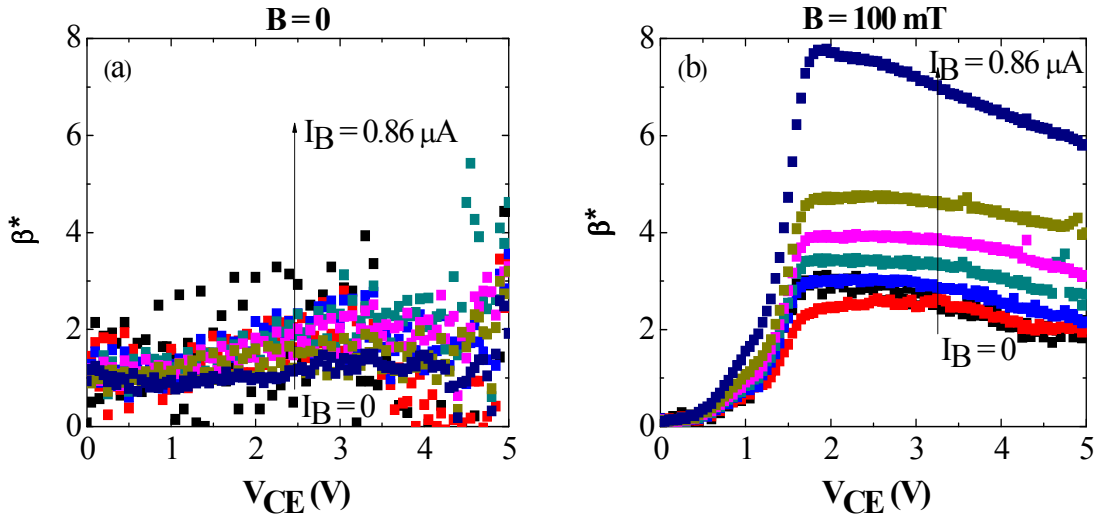 B = 0
(a)
8
6
4
2
0
β*
I_B = 0.86 μA
I_B = 0
0 1 2 3 4 5
V_CE (V)
B = 100 mT
(b)
8
6
4
2
0
β*
I_B = 0.86 μA
I_B = 0
0 1 2 3 4 5
V_CE (V)